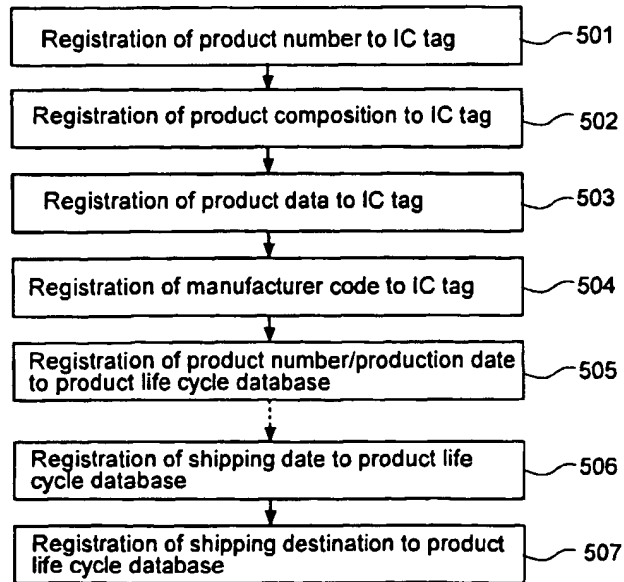 Registration of product number to IC tag
501
Registration of product composition to IC tag
502
Registration of product data to IC tag
503
Registration of manufacturer code to IC tag
504
Registration of product number/production date
to product life cycle database
505
Registration of shipping date to product life
cycle database
506
Registration of shipping destination to product
life cycle database
507